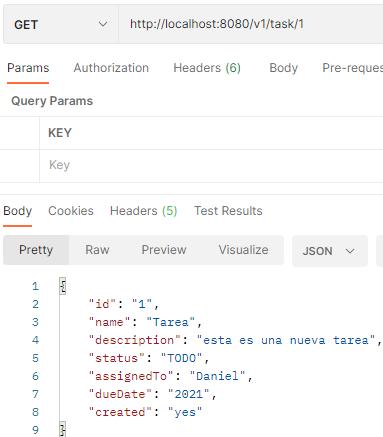 GET http://localhost:8080/v1/task/1
Params Authorization Headers (6) Body Pre-reques
Query Params
KEY
Key
Body Cookies Headers (5) Test Results
Pretty Raw Preview Visualize JSON
1 {
2 "id": "1",
3 "name": "Tarea",
4 "description": "esta es una nueva tarea",
5 "status": "TODO",
6 "assignedTo": "Daniel",
7 "dueDate": "2021",
8 "created": "yes"
9 }